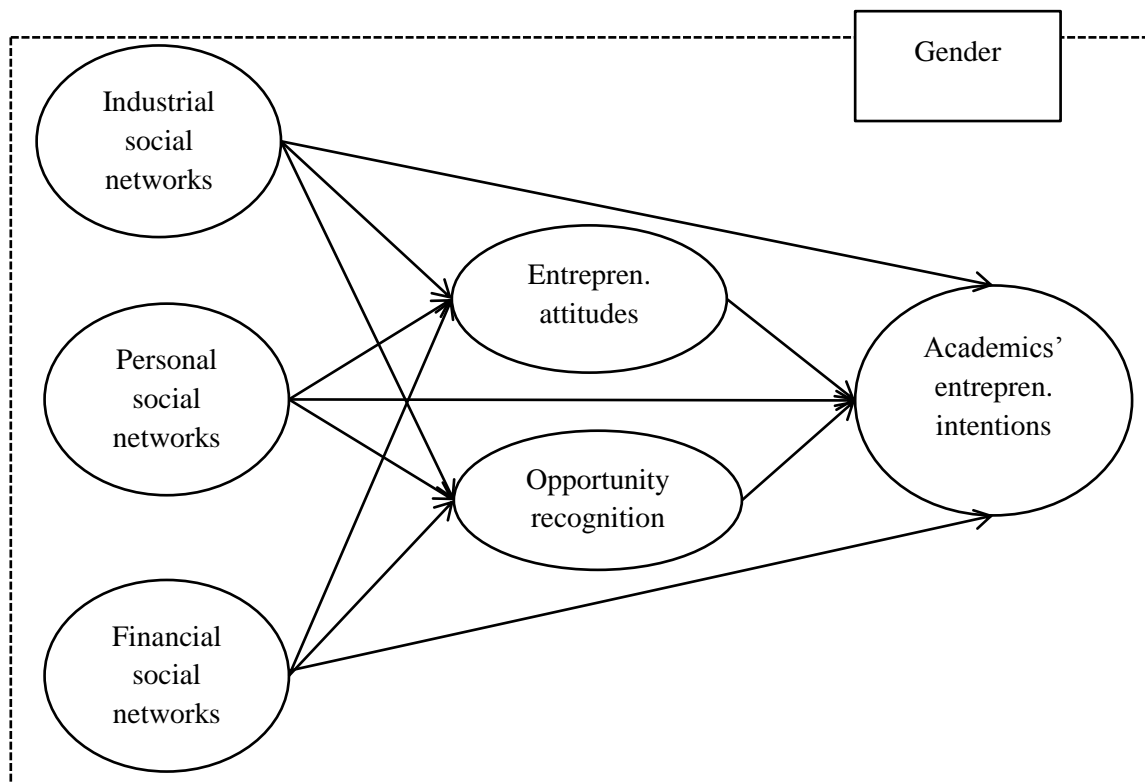 Gender
Industrial
social
networks
Entrepren.
attitudes
Personal
social
networks
Academics’
entrepren.
intentions
Opportunity
recognition
Financial
social
networks